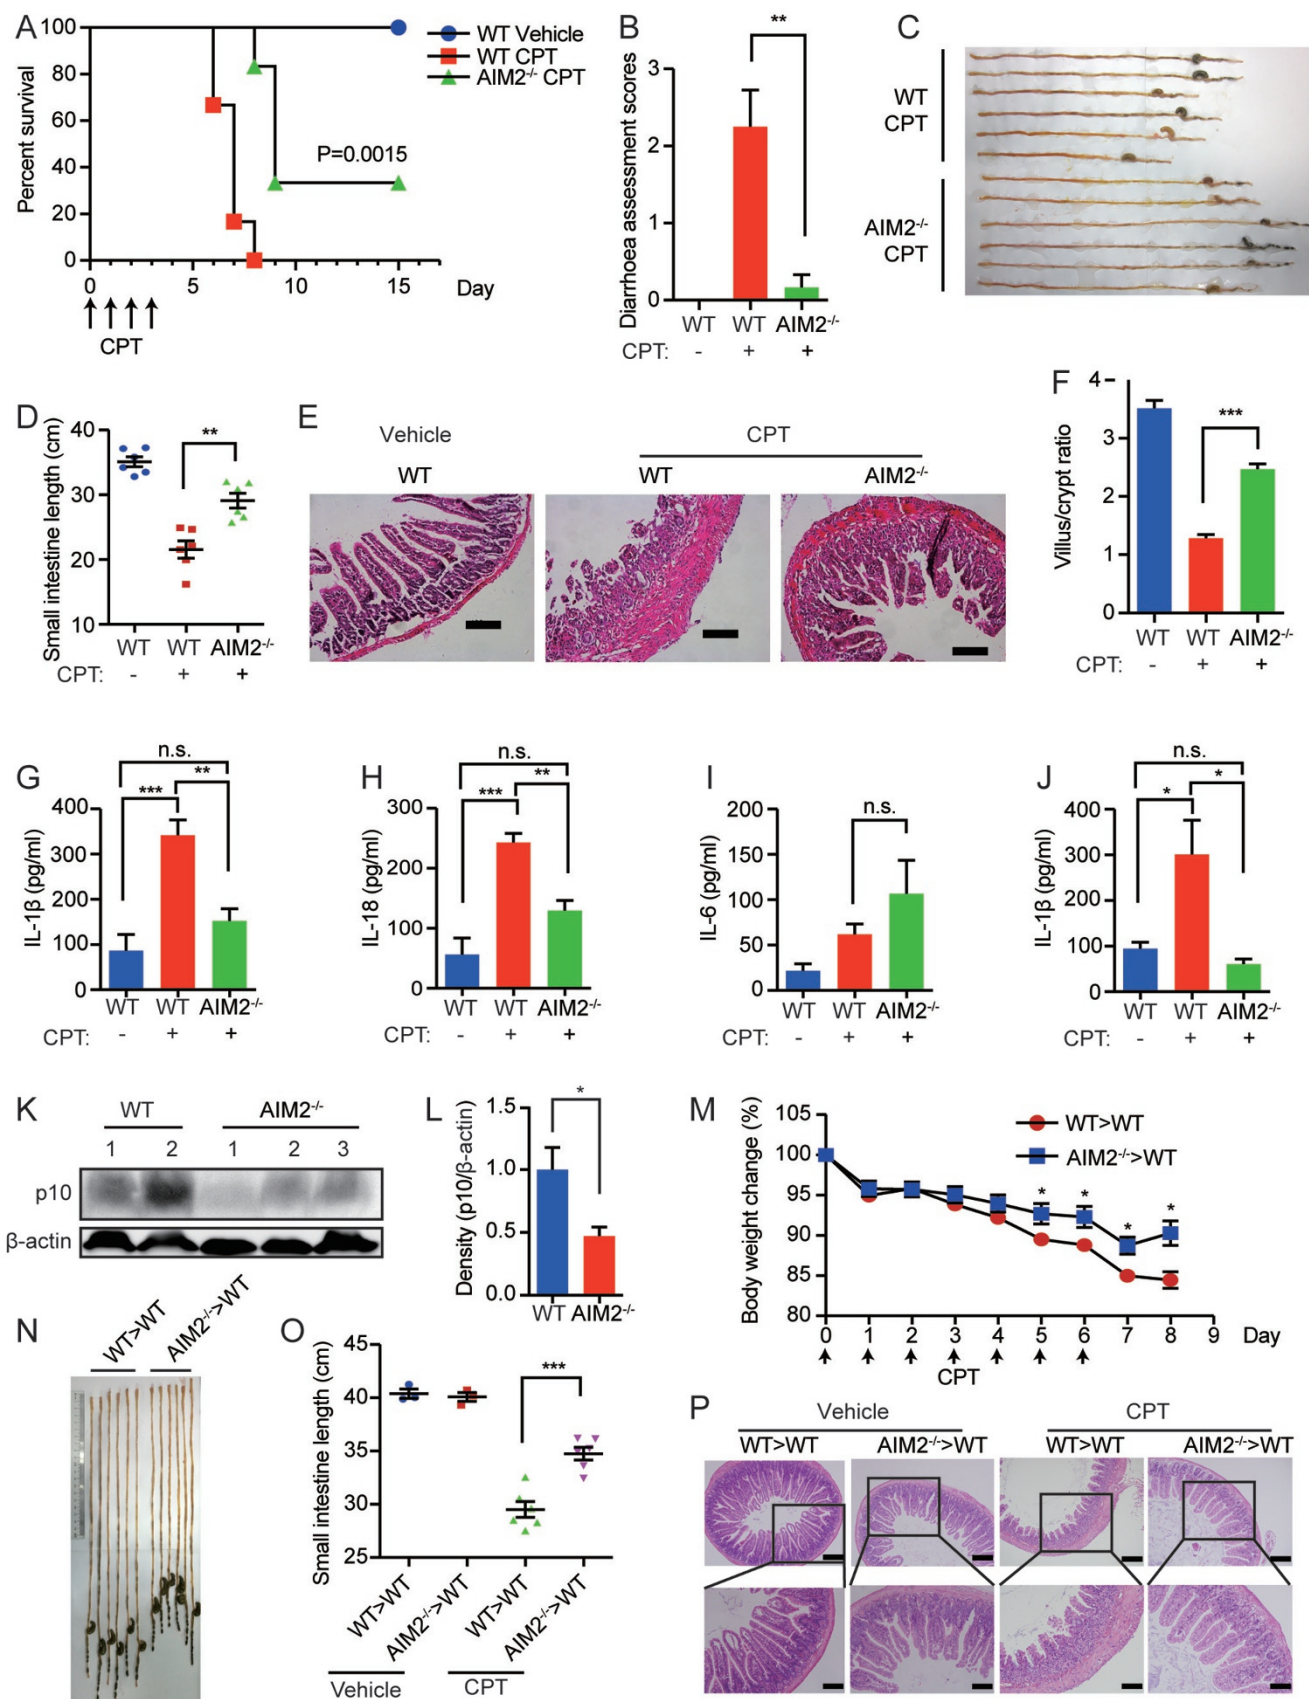 A
Percent survival
100
80
60
40
20
0
0 5 10 15 Day
CPT
P=0.0015
WT Vehicle
WT CPT
AIM2-/- CPT
B
Diarrhoea assessment scores
3
2
1
0
**
WT WT AIM2-/-
CPT: - + +
C
WT
CPT
AIM2-/-
CPT
D
Small intestine length (cm)
40
30
20
10
**
WT WT AIM2-/-
CPT: - + +
E
Vehicle CPT
WT WT AIM2-/-
F
Villus/crypt ratio
4
3
2
1
0
***
WT WT AIM2-/-
CPT: - + +
G
IL-1β (pg/ml)
400
300
200
100
0
n.s.
*** **
WT WT AIM2-/-
CPT: - + +
H
IL-18 (pg/ml)
300
200
100
0
n.s.
*** **
WT WT AIM2-/-
CPT: - + +
I
IL-6 (pg/ml)
200
150
100
50
0
n.s.
WT WT AIM2-/-
CPT: - + +
J
IL-1β (pg/ml)
400
300
200
100
0
n.s.
* *
WT WT AIM2-/-
CPT: - + +
K
WT AIM2-/-
1 2 1 2 3
p10
β-actin
L
Density (p10/β-actin)
1.5
1.0
0.5
0.0
*
WT AIM2-/-
M
Body weight change (%)
105
100
95
90
85
80
WT>WT
AIM2-/->WT
* * * *
0 1 2 3 4 5 6 7 8 9 Day
CPT
N
WT>WT
AIM2-/->WT
O
Small intestine length (cm)
45
40
35
30
25
***
WT>WT
AIM2-/->WT
WT>WT
AIM2-/->WT
Vehicle CPT
P
Vehicle CPT
WT>WT AIM2-/->WT WT>WT AIM2-/->WT